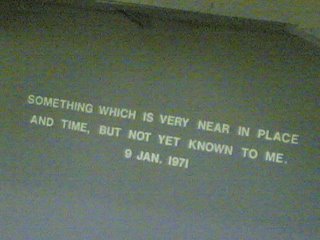 SOMETHING WHICH IS VERY NEAR IN PLACE
AND TIME, BUT NOT YET KNOWN TO ME.
9 JAN. 1971